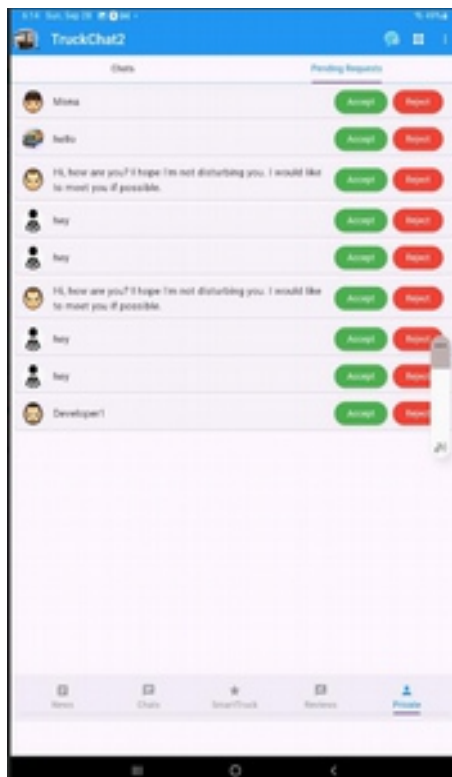 TruckChat2
Chats
Pending Requests
Accept Reject
hello
Accept Reject
Hi, how are you? I hope I'm not disturbing you. I would like
to meet you if possible.
Accept Reject
hey
Accept Reject
hey
Accept Reject
Hi, how are you? I hope I'm not disturbing you. I would like
to meet you if possible.
Accept Reject
hey
Accept Reject
hey
Accept Reject
Developer1
Accept Reject
News
Chats
SmartTruck
Reviews
Private